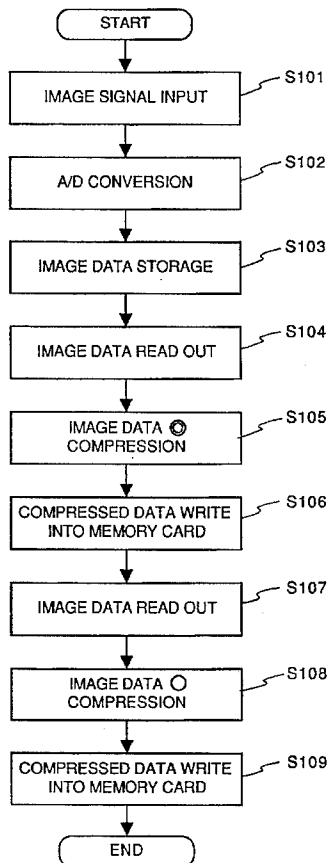 START
IMAGE SIGNAL INPUT
S101
A/D CONVERSION
S102
IMAGE DATA STORAGE
S103
IMAGE DATA READ OUT
S104
IMAGE DATA ◎
COMPRESSION
S105
COMPRESSED DATA WRITE
INTO MEMORY CARD
S106
IMAGE DATA READ OUT
S107
IMAGE DATA ○
COMPRESSION
S108
COMPRESSED DATA WRITE
INTO MEMORY CARD
S109
END